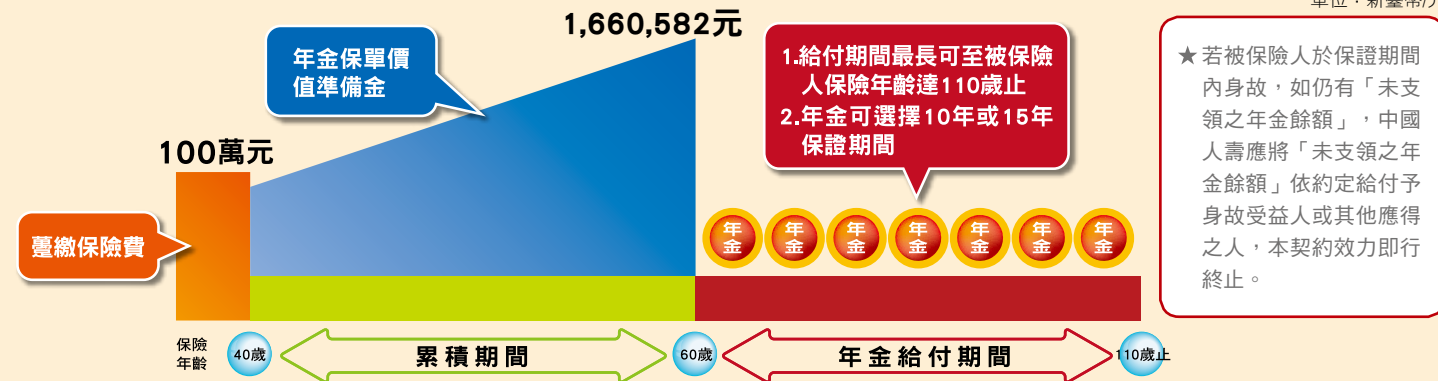 單位：新臺幣/元
1,660,582元
年金保單價
值準備金
1.給付期間最長可至被保險
人保險年齡達110歲止
2.年金可選擇10年或15年
保證期間
100萬元
躉繳保險費
年金
年金
年金
年金
年金
年金
年金
★若被保險人於保證期間
內身故，如仍有「未支
領之年金餘額」，中國
人壽應將「未支領之年
金餘額」依約定給付予
身故受益人或其他應得
之人，本契約效力即行
終止。
保險
年齡
40歲
累積期間
60歲
年金給付期間
110歲止